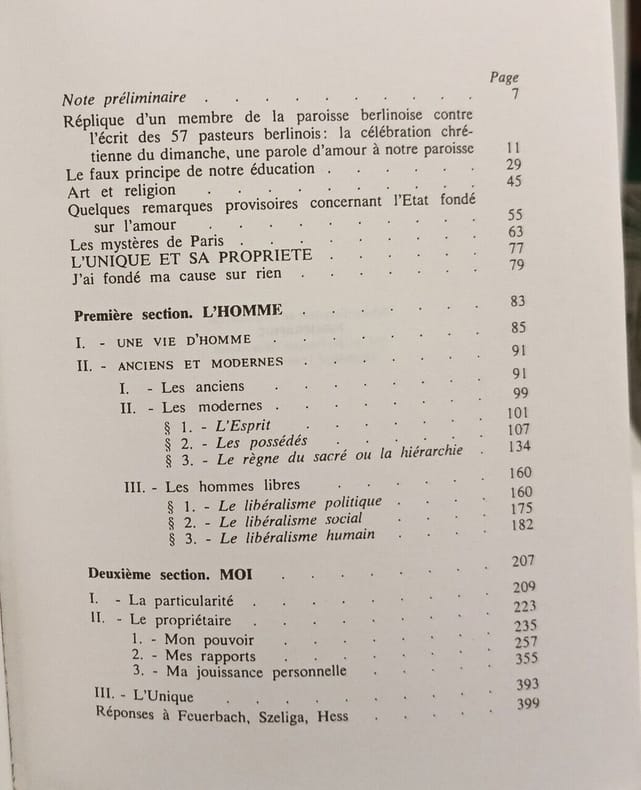 Page
Note préliminaire . . . . . . . . . . 7
Réplique d'un membre de la paroisse berlinoise contre
l'écrit des 57 pasteurs berlinois : la célébration chré-
tienne du dimanche, une parole d'amour à notre paroisse 11
Le faux principe de notre éducation . . . . . . 29
Art et religion . . . . . . . . . . 45
Quelques remarques provisoires concernant l'Etat fondé
sur l'amour . . . . . . . . . . 55
Les mystères de Paris . . . . . . . . . 63
L'UNIQUE ET SA PROPRIETE . . . . . . 77
J'ai fondé ma cause sur rien . . . . . . . 79
Première section. L'HOMME . . . . . . . 83
I. - UNE VIE D'HOMME . . . . . . . . 85
II. - ANCIENS ET MODERNES . . . . . . . 91
I. - Les anciens . . . . . . . . 91
II. - Les modernes . . . . . . . . 99
§ 1. - L'Esprit . . . . . . . 101
§ 2. - Les possédés . . . . . . 107
§ 3. - Le règne du sacré ou la hiérarchie . 134
III. - Les hommes libres . . . . . . 160
§ 1. - Le libéralisme politique . . . . 160
§ 2. - Le libéralisme social . . . . 175
§ 3. - Le libéralisme humain . . . . 182
Deuxième section. MOI . . . . . . . . 207
I. - La particularité . . . . . . . . 209
II. - Le propriétaire . . . . . . . . 223
1. - Mon pouvoir . . . . . . . 235
2. - Mes rapports . . . . . . . 257
3. - Ma jouissance personnelle . . . . . 355
III. - L'Unique . . . . . . . . . 393
Réponses à Feuerbach, Szeliga, Hess . . . . . 399